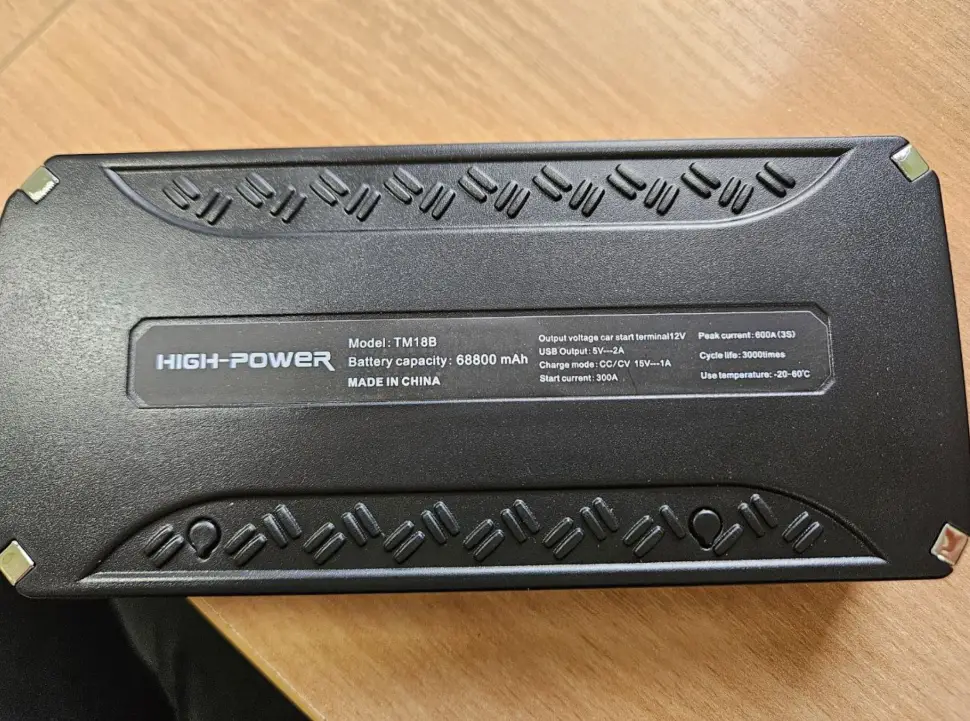 HIGH-POWER
Model: TM18B
Battery capacity: 68800 mAh
MADE IN CHINA
Output voltage car start terminal12V
USB Output: 5V---2A
Charge mode: CC/CV 15V---1A
Start current: 300A
Peak current: 600A(3S)
Cycle life: 3000times
Use temperature: -20-60℃